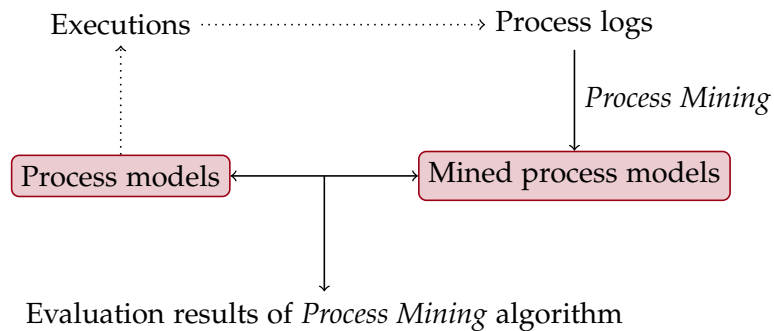 Executions
Process logs
Process Mining
Process models
Mined process models
Evaluation results of Process Mining algorithm